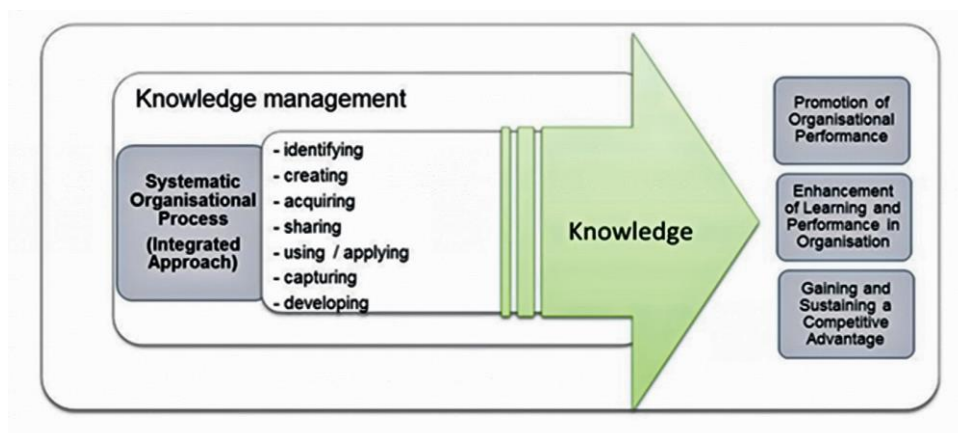 Knowledge management
Systematic
Organisational
Process
(Integrated
Approach)
- identifying
- creating
- acquiring
- sharing
- using / applying
- capturing
- developing
Knowledge
Promotion of
Organisational
Performance
Enhancement
of Learning and
Performance in
Organisation
Gaining and
Sustaining a
Competitive
Advantage